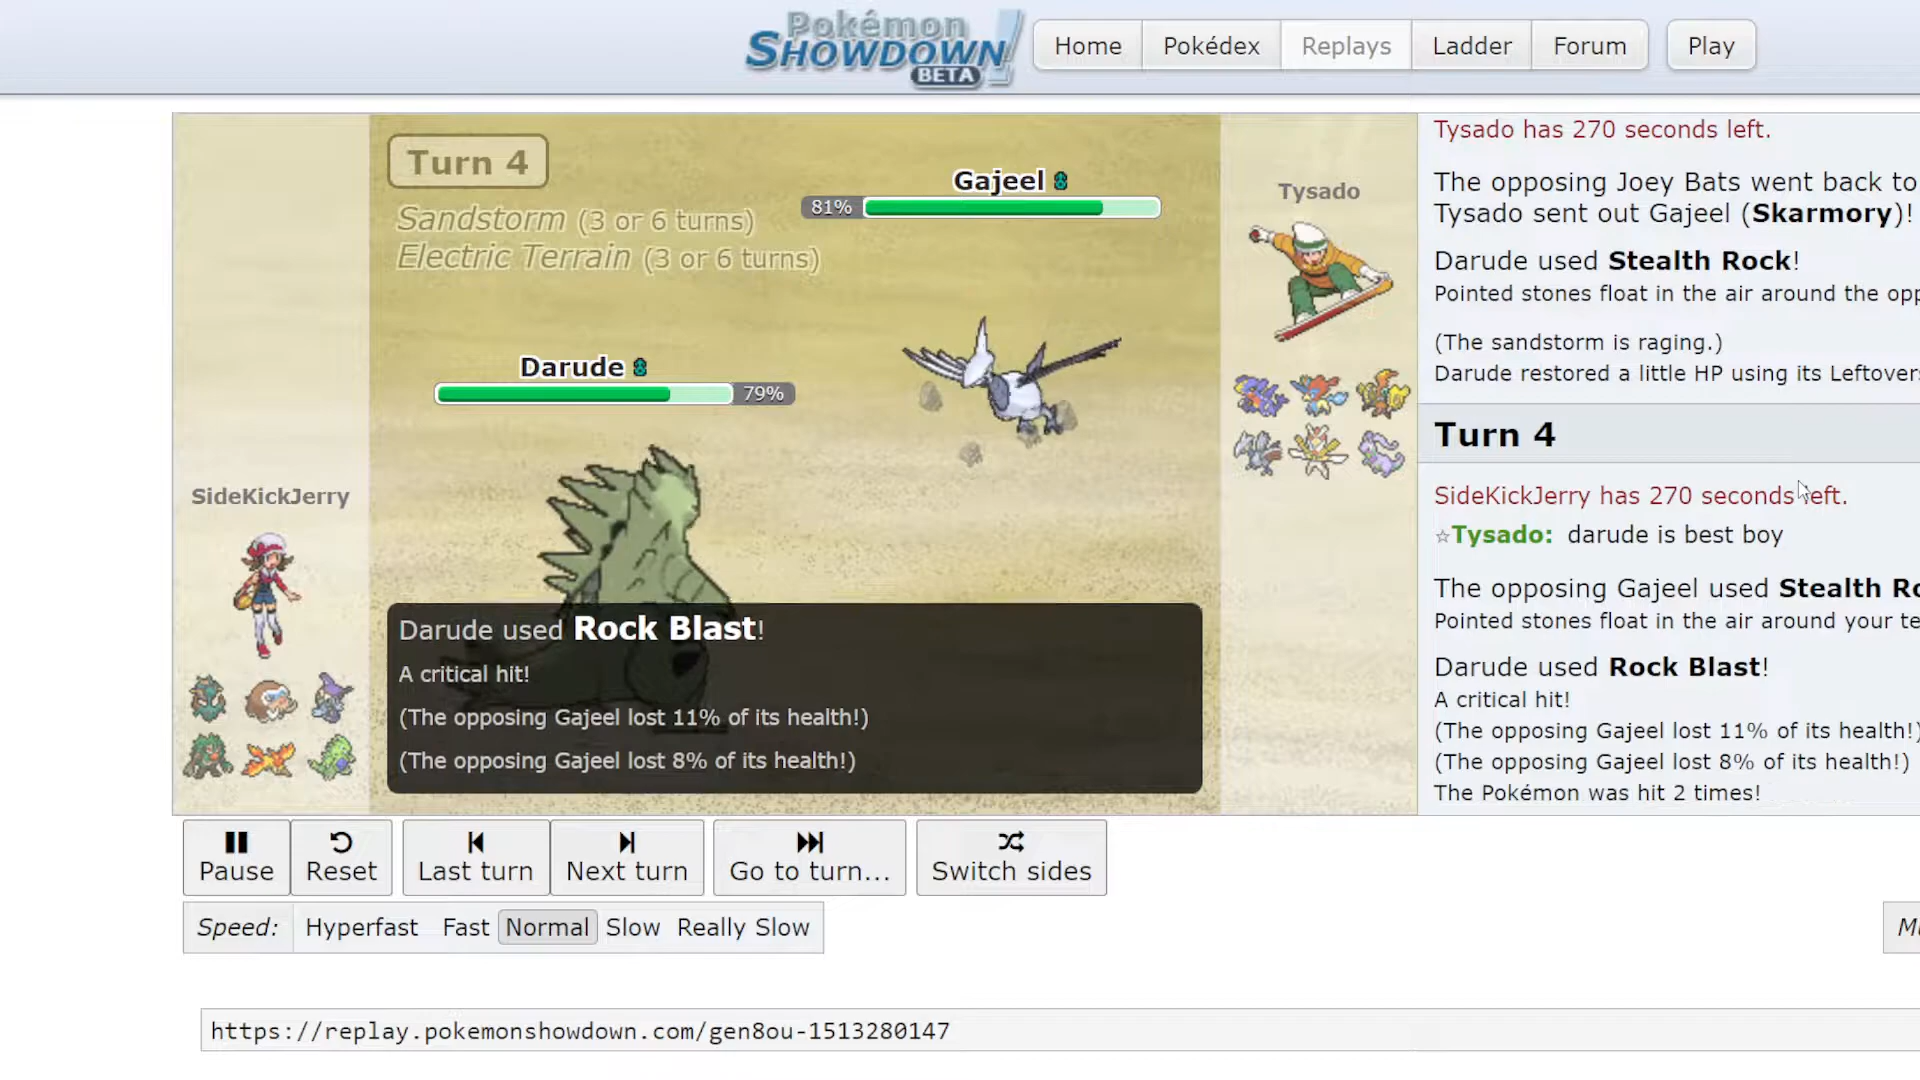 Pokémon
SHOWDOWN!
BETA
Home
Pokédex
Replays
Ladder
Forum
Play
Turn 4
Sandstorm (3 or 6 turns)
Electric Terrain (3 or 6 turns)
Gajeel
81%
Darude
79%
Tysado
SideKickJerry
Darude used Rock Blast!
A critical hit!
(The opposing Gajeel lost 11% of its health!)
(The opposing Gajeel lost 8% of its health!)
Tysado has 270 seconds left.
The opposing Joey Bats went back to
Tysado sent out Gajeel (Skarmory)!
Darude used Stealth Rock!
Pointed stones float in the air around the opp
(The sandstorm is raging.)
Darude restored a little HP using its Leftovers
Turn 4
SideKickJerry has 270 seconds left.
☆Tysado: darude is best boy
The opposing Gajeel used Stealth Ro
Pointed stones float in the air around your te
Darude used Rock Blast!
A critical hit!
(The opposing Gajeel lost 11% of its health!)
(The opposing Gajeel lost 8% of its health!)
The Pokémon was hit 2 times!
Pause
Reset
Last turn
Next turn
Go to turn...
Switch sides
Speed: Hyperfast Fast Normal Slow Really Slow
Mu
https://replay.pokemonshowdown.com/gen8ou-1513280147